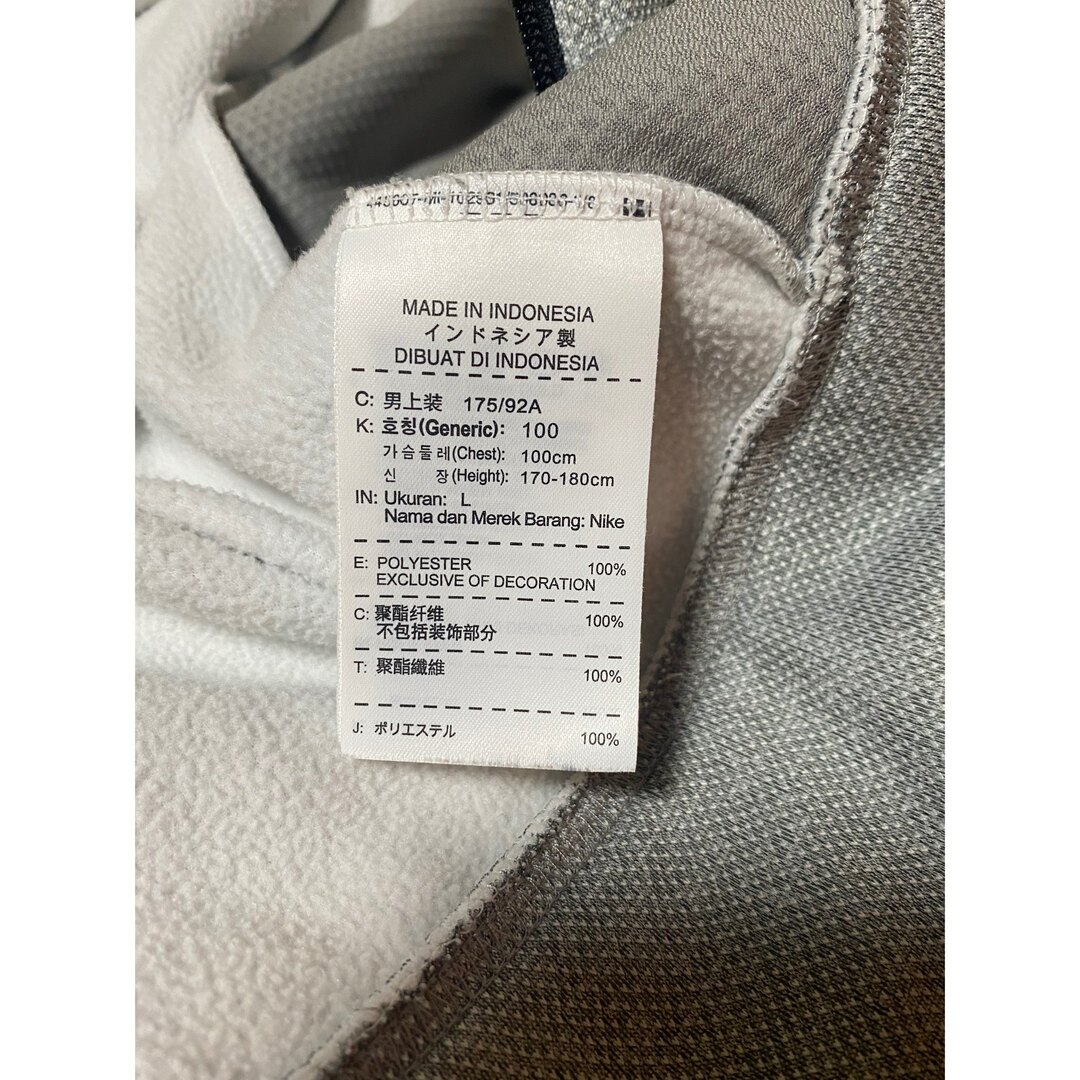 MADE IN INDONESIA
インドネシア製
DIBUAT DI INDONESIA
C: 男上装 175/92A
K: 호칭(Generic): 100
가슴둘레(Chest): 100cm
신 장(Height): 170-180cm
IN: Ukuran: L
Nama dan Merek Barang: Nike
E: POLYESTER 100%
EXCLUSIVE OF DECORATION
C: 聚酯纤维 100%
不包括装饰部分
T: 聚酯纖維 100%
J: ポリエステル 100%